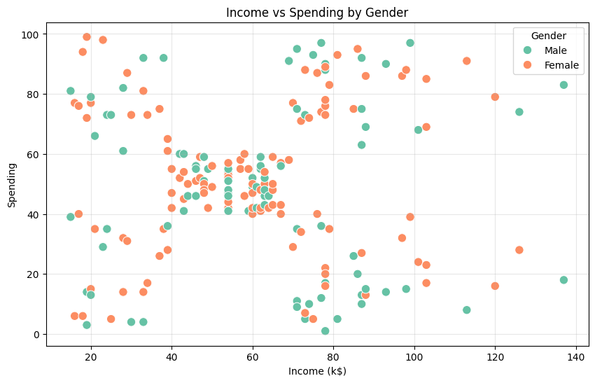 Income vs Spending by Gender
Gender
Male
Female
Spending
100
80
60
40
20
0
20 40 60 80 100 120 140
Income (k$)